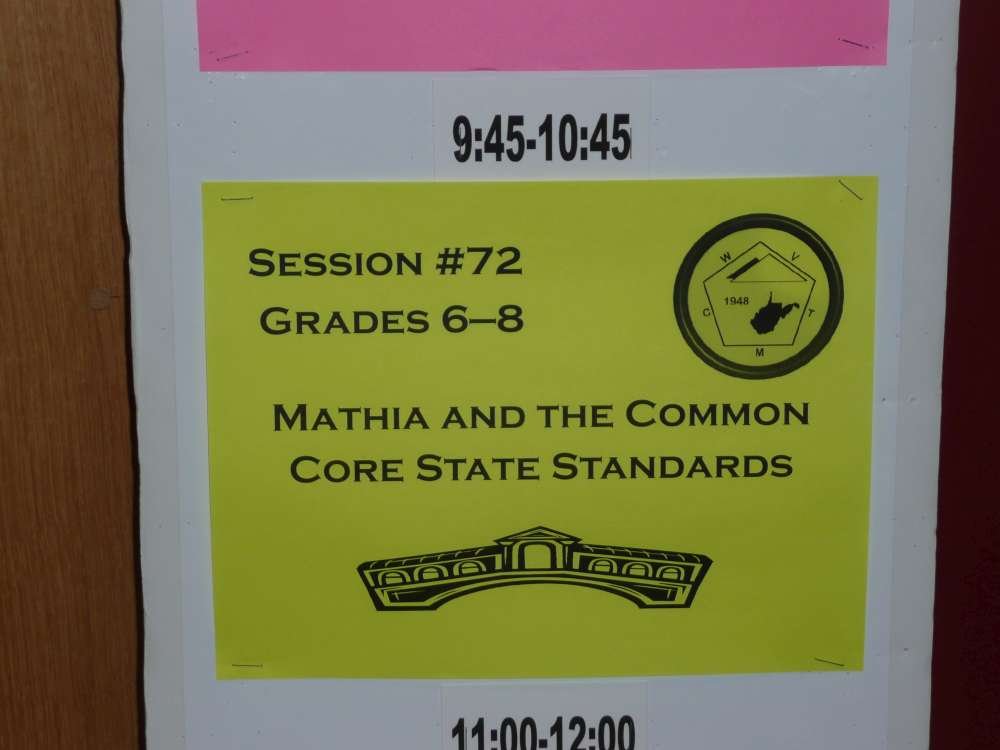 9:45-10:45
SESSION #72
GRADES 6–8
W V
1948
C T
M
MATHIA AND THE COMMON
CORE STATE STANDARDS
11:00-12:00